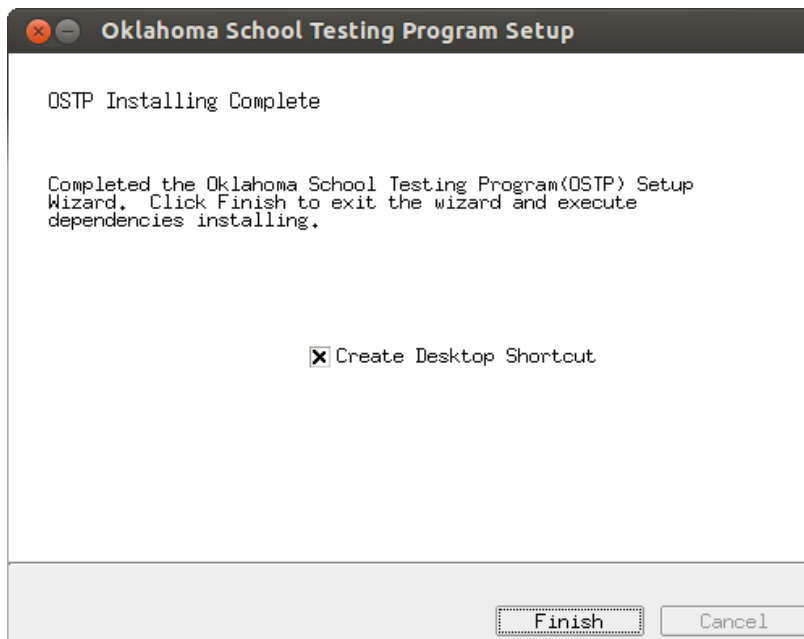 Oklahoma School Testing Program Setup
OSTP Installing Complete
Completed the Oklahoma School Testing Program(OSTP) Setup
Wizard.  Click Finish to exit the wizard and execute
dependencies installing.
Create Desktop Shortcut
Finish
Cancel